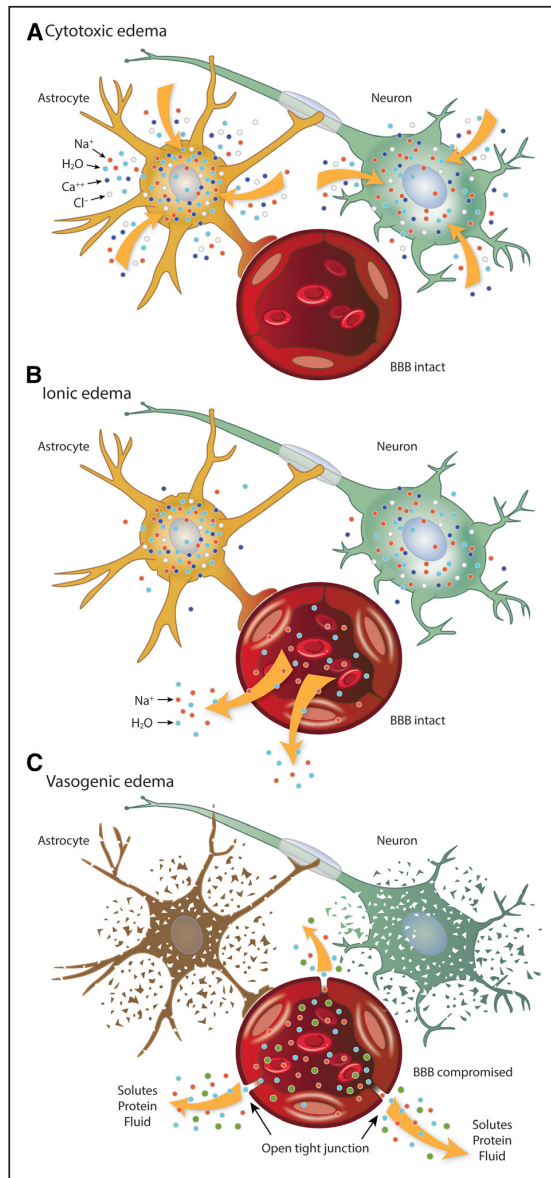 A Cytotoxic edema
Astrocyte
Neuron
Na⁺
H₂O
Ca⁺⁺
Cl⁻
BBB intact
B
Ionic edema
Astrocyte
Neuron
Na⁺
H₂O
BBB intact
C
Vasogenic edema
Astrocyte
Neuron
BBB compromised
Solutes
Protein
Fluid
Open tight junction
Solutes
Protein
Fluid